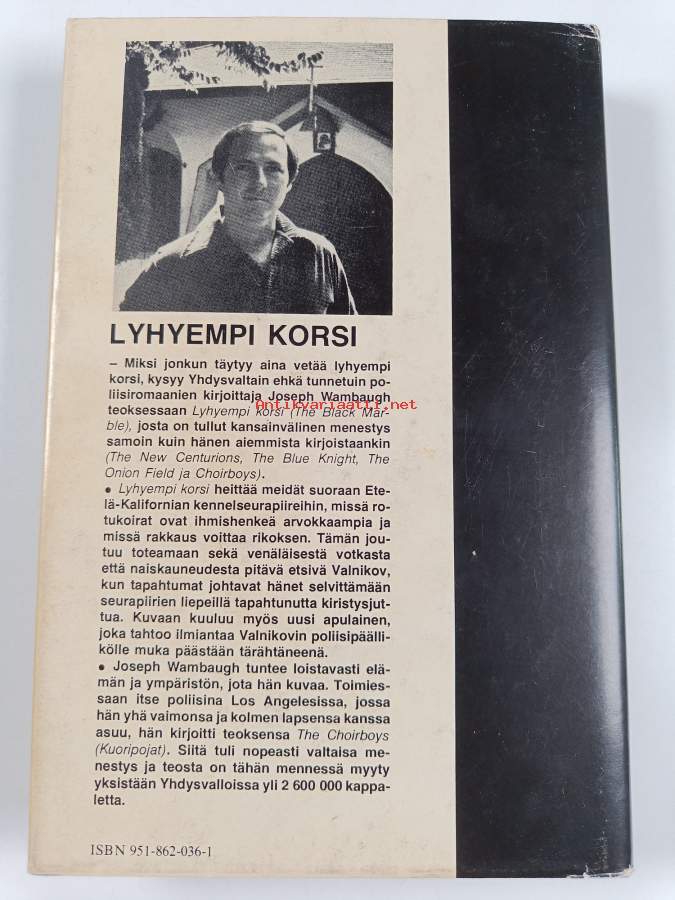 LYHYEMPI KORSI
– Miksi jonkun täytyy aina vetää lyhyempi
korsi, kysyy Yhdysvaltain ehkä tunnetuin po-
liisiromaanien kirjoittaja Joseph Wambaugh
Antikvariaatti.net
teoksessaan Lyhyempi korsi (The Black Mar-
ble), josta on tullut kansainvälinen menestys
samoin kuin hänen aiemmista kirjoistaankin
(The New Centurions, The Blue Knight, The
Onion Field ja Choirboys).
● Lyhyempi korsi heittää meidät suoraan Ete-
lä-Kalifornian kennelseurapiireihin, missä ro-
tukoirat ovat ihmishenkeä arvokkaampia ja
missä rakkaus voittaa rikoksen. Tämän jou-
tuu toteamaan sekä venäläisestä votkasta
että naiskauneudesta pitävä etsivä Valnikov,
kun tapahtumat johtavat hänet selvittämään
seurapiirien liepeillä tapahtunutta kiristysjut-
tua. Kuvaan kuuluu myös uusi apulainen,
joka tahtoo ilmiantaa Valnikovin poliisipäälli-
kölle muka päästään tärähtäneenä.
● Joseph Wambaugh tuntee loistavasti elä-
män ja ympäristön, jota hän kuvaa. Toimies-
saan itse poliisina Los Angelesissa, jossa
hän yhä vaimonsa ja kolmen lapsensa kanssa
asuu, hän kirjoitti teoksensa The Choirboys
(Kuoripojat). Siitä tuli nopeasti valtaisa me-
nestys ja teosta on tähän mennessä myyty
yksistään Yhdysvalloissa yli 2 600 000 kappa-
letta.
ISBN 951-862-036-1